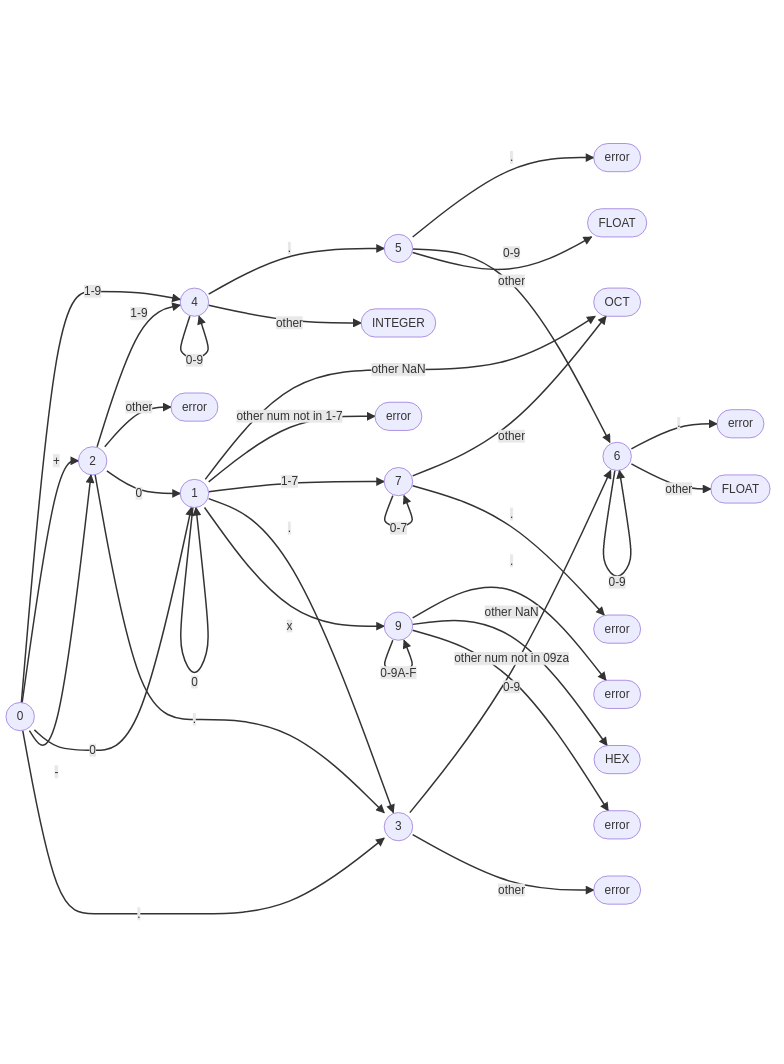 .
error
FLOAT
.
5
0-9
other
1-9
4
1-9
OCT
other
INTEGER
0-9
other NaN
other
error
other num not in 1-7
error
.
error
other
+
2
6
0
1
1-7
7
other
FLOAT
.
0-7
.
.
0-9
other NaN
x
9
error
other num not in 09za
0
0-9A-F
0-9
error
0
.
0
HEX
-
3
error
other
error
.